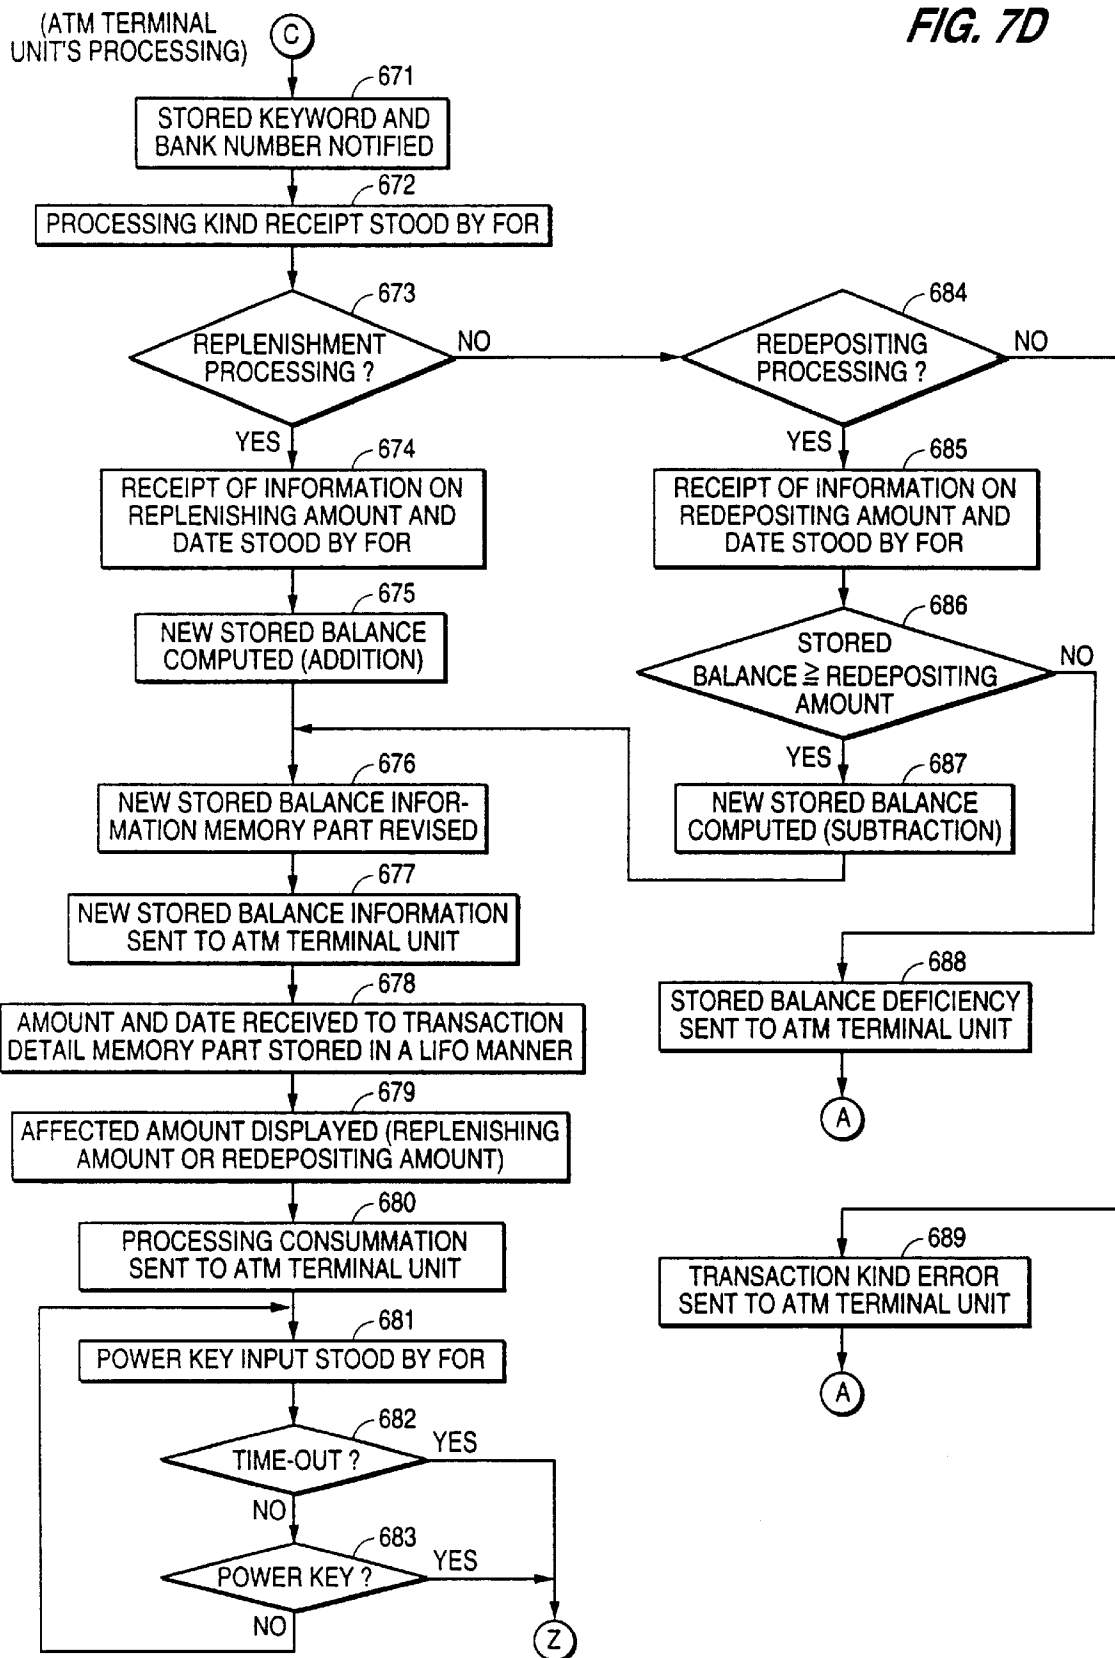 (ATM TERMINAL
UNIT'S PROCESSING)
C
FIG. 7D
671
STORED KEYWORD AND
BANK NUMBER NOTIFIED
672
PROCESSING KIND RECEIPT STOOD BY FOR
673
REPLENISHMENT
PROCESSING ?
NO
YES
674
RECEIPT OF INFORMATION ON
REPLENISHING AMOUNT AND
DATE STOOD BY FOR
675
NEW STORED BALANCE
COMPUTED (ADDITION)
676
NEW STORED BALANCE INFOR-
MATION MEMORY PART REVISED
677
NEW STORED BALANCE INFORMATION
SENT TO ATM TERMINAL UNIT
678
AMOUNT AND DATE RECEIVED TO TRANSACTION
DETAIL MEMORY PART STORED IN A LIFO MANNER
679
AFFECTED AMOUNT DISPLAYED (REPLENISHING
AMOUNT OR REDEPOSITING AMOUNT)
680
PROCESSING CONSUMMATION
SENT TO ATM TERMINAL UNIT
681
POWER KEY INPUT STOOD BY FOR
682
TIME-OUT ?
YES
NO
683
POWER KEY ?
YES
NO
Z
684
REDEPOSITING
PROCESSING ?
NO
YES
685
RECEIPT OF INFORMATION ON
REDEPOSITING AMOUNT AND
DATE STOOD BY FOR
686
STORED
BALANCE ≧ REDEPOSITING
AMOUNT
NO
YES
687
NEW STORED BALANCE
COMPUTED (SUBTRACTION)
688
STORED BALANCE DEFICIENCY
SENT TO ATM TERMINAL UNIT
A
689
TRANSACTION KIND ERROR
SENT TO ATM TERMINAL UNIT
A